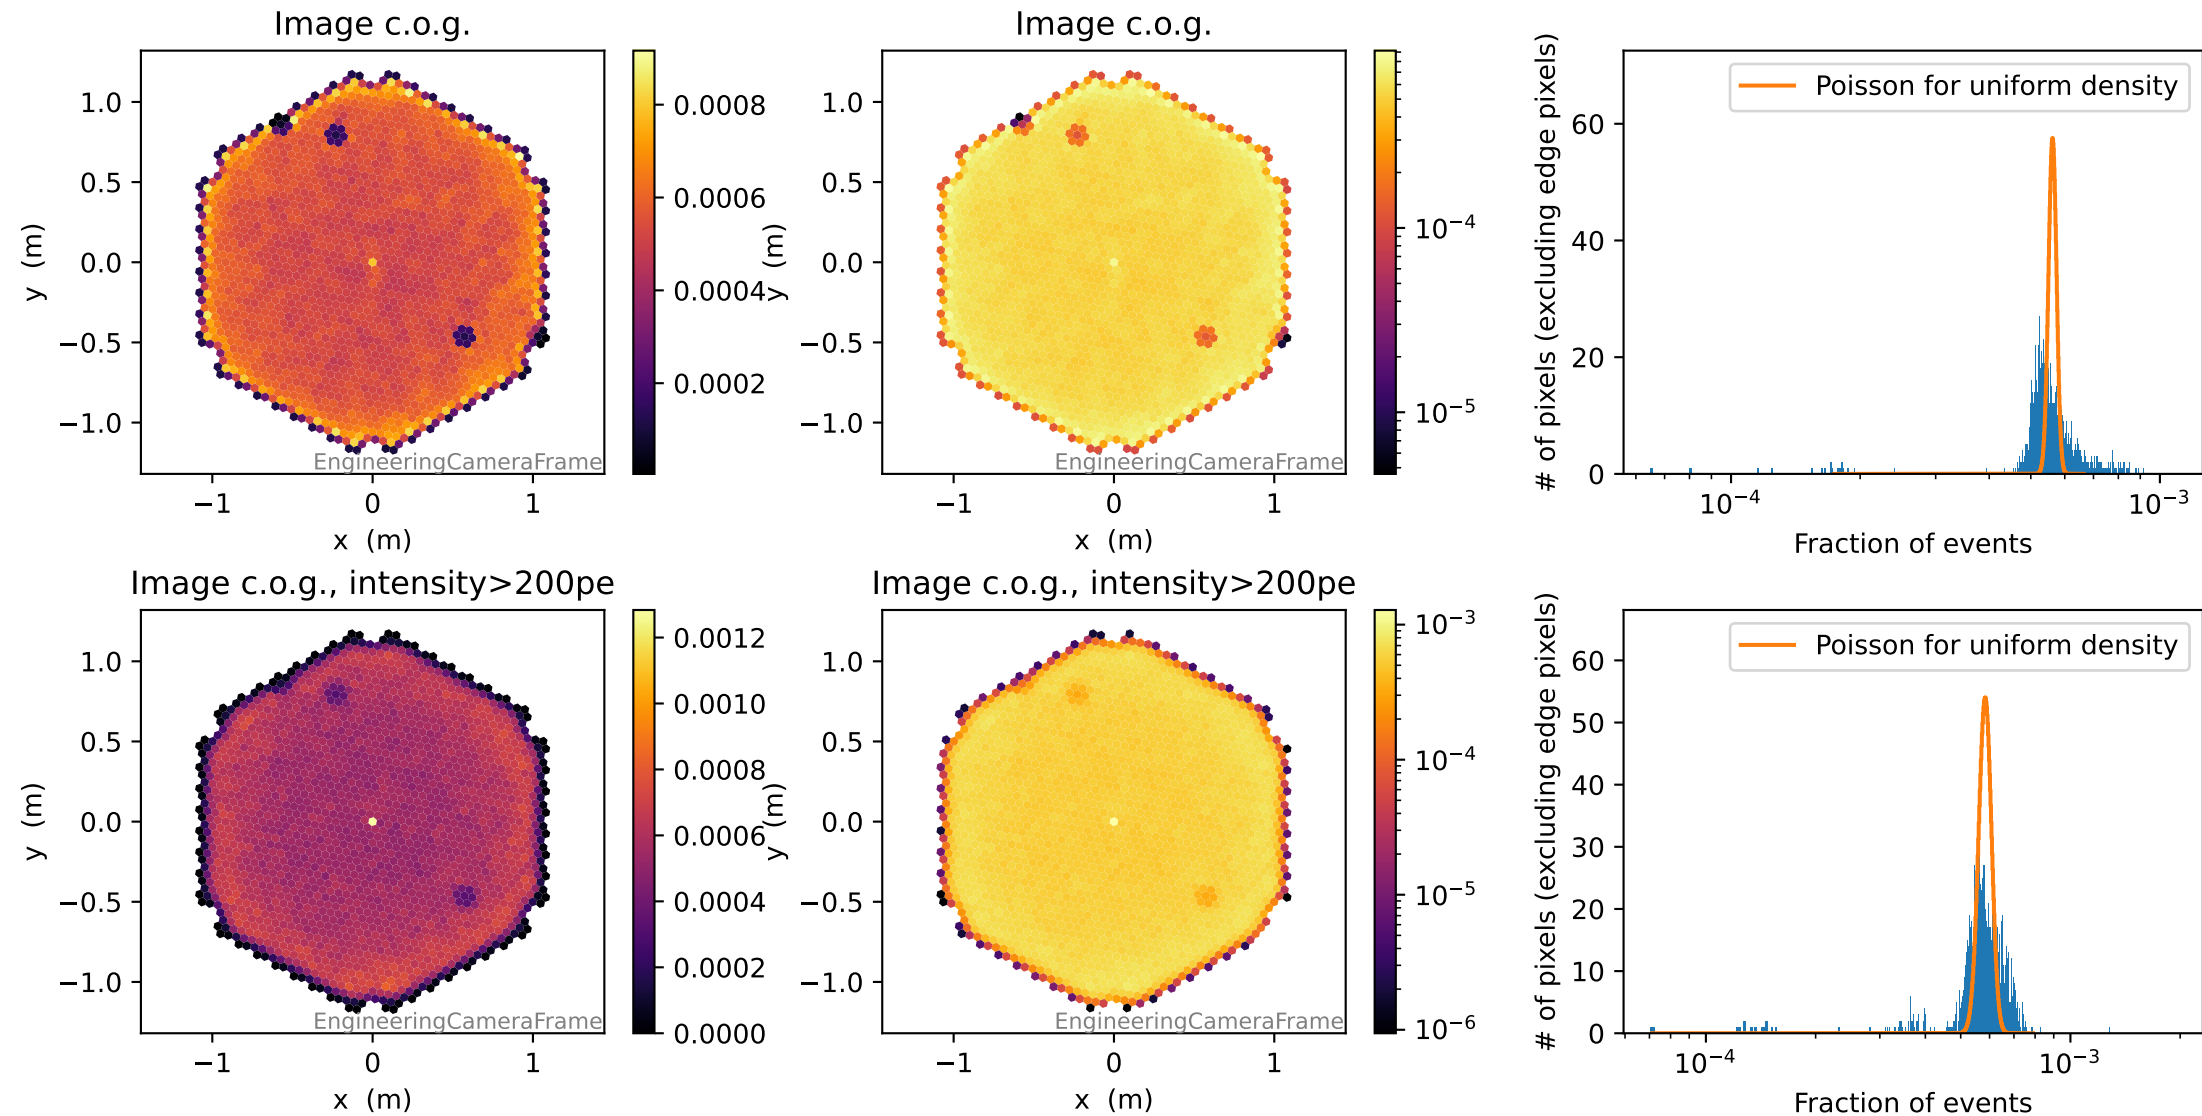 Image c.o.g.
1.0
0.5
0.0
−0.5
−1.0
y (m)
−1
0
1
x (m)
EngineeringCameraFrame
0.0008
0.0006
0.0004
0.0002
Image c.o.g.
1.0
0.5
0.0
−0.5
−1.0
y (m)
−1
0
1
x (m)
EngineeringCameraFrame
10⁻⁴
10⁻⁵
# of pixels (excluding edge pixels)
60
40
20
0
Poisson for uniform density
10⁻⁴
10⁻³
Fraction of events
Image c.o.g., intensity>200pe
1.0
0.5
0.0
−0.5
−1.0
y (m)
−1
0
1
x (m)
EngineeringCameraFrame
0.0012
0.0010
0.0008
0.0006
0.0004
0.0002
0.0000
Image c.o.g., intensity>200pe
1.0
0.5
0.0
−0.5
−1.0
y (m)
−1
0
1
x (m)
EngineeringCameraFrame
10⁻³
10⁻⁴
10⁻⁵
10⁻⁶
# of pixels (excluding edge pixels)
60
50
40
30
20
10
0
Poisson for uniform density
10⁻⁴
10⁻³
Fraction of events